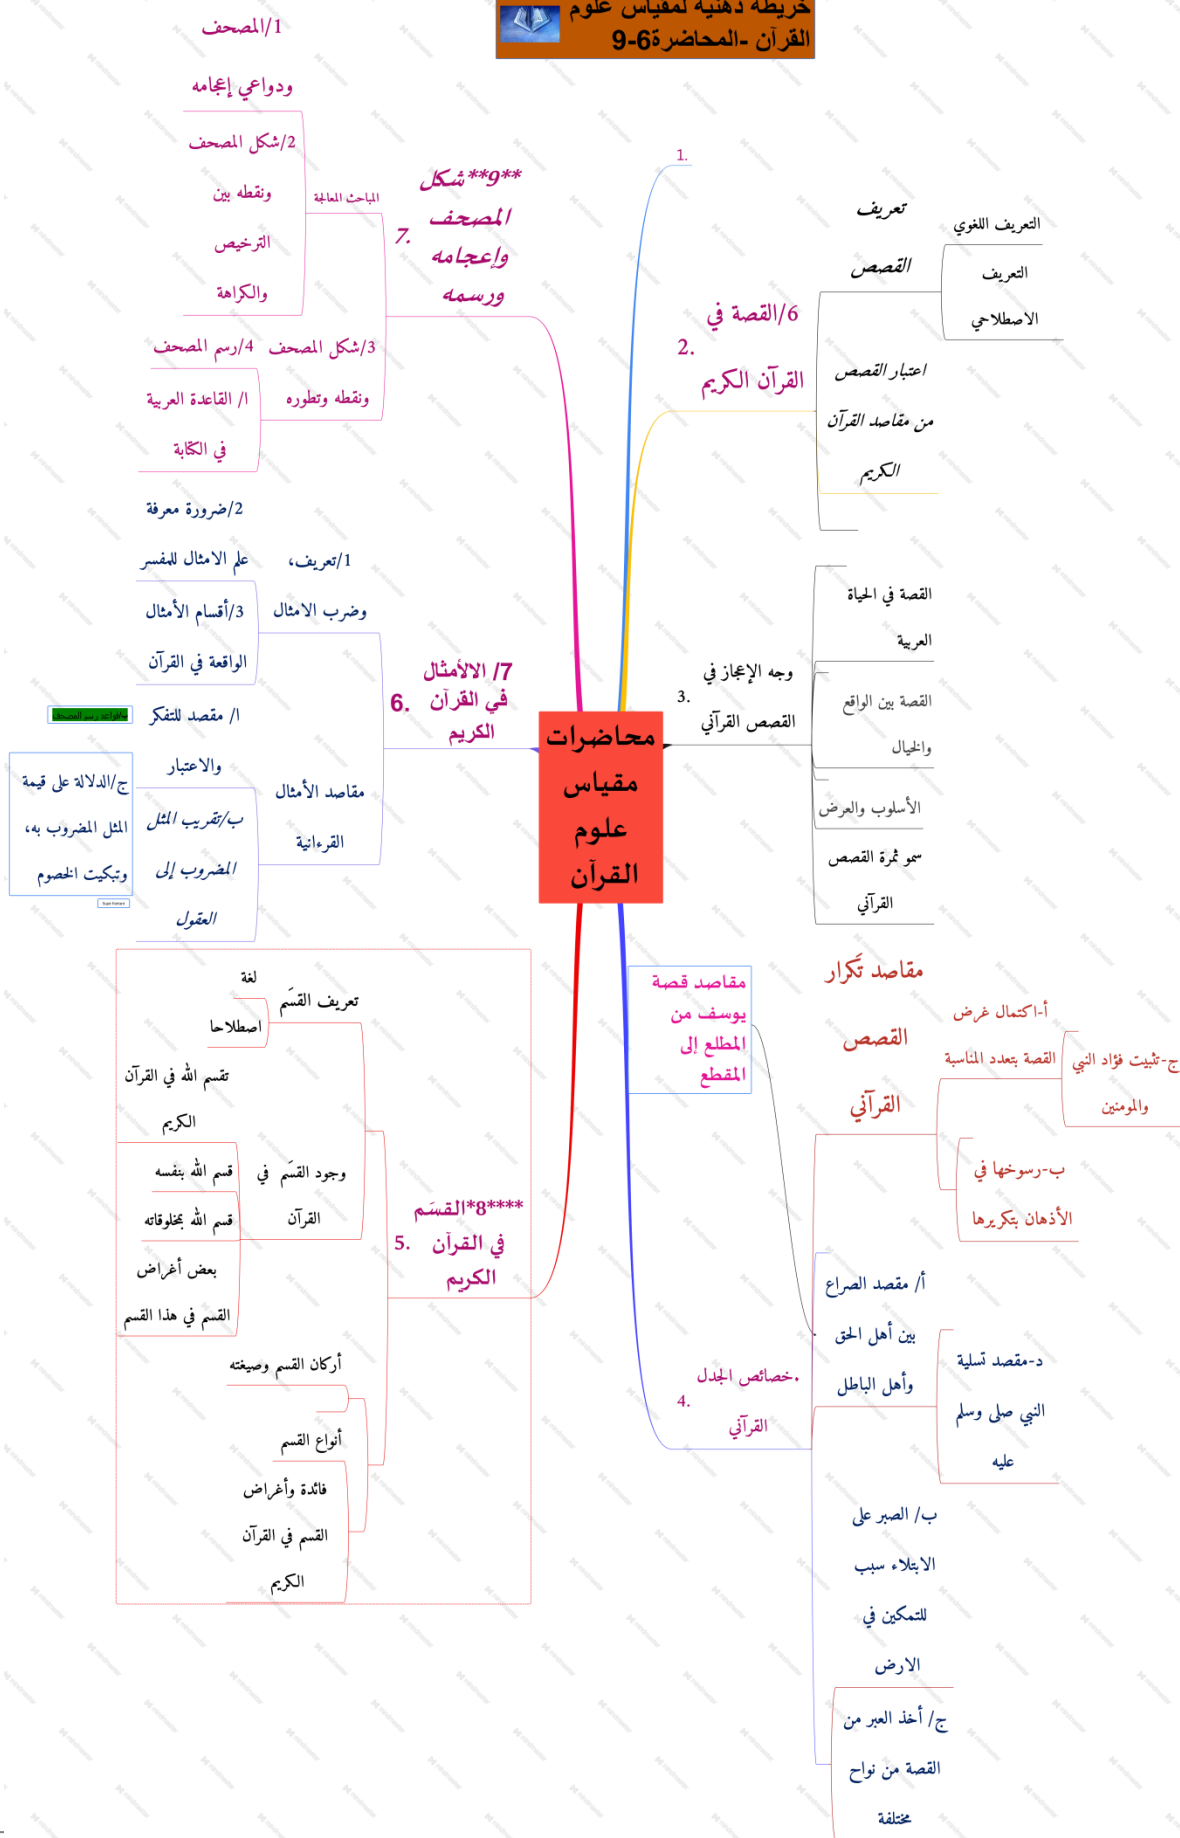 خريطة ذهنية لمقياس علوم
القرآن -المحاضرة6-9
محاضرات
مقياس
علوم
القرآن
1.
2.
6/القصة في
القرآن الكريم
تعريف
القصص
التعريف اللغوي
التعريف
الاصطلاحي
اعتبار القصص
من مقاصد القرآن
الكريم
3.
وجه الإعجاز في
القصص القرآني
القصة في الحياة
العربية
القصة بين الواقع
والخيال
الأسلوب والعرض
سمو ثمرة القصص
القرآني
4.
.خصائص الجدل
القرآني
مقاصد تَكرار
القصص
القرآني
أ-اكتمال غرض
القصة بتعدد المناسبة
ج-تثبيت فؤاد النبي
والمومنين
ب-رسوخها في
الأذهان بتكريرها
مقاصد قصة
يوسف من
المطلع إلى
المقطع
أ/ مقصد الصراع
بين أهل الحق
وأهل الباطل
د-مقصد تسلية
النبي صلى وسلم
عليه
ب/ الصبر على
الابتلاء سبب
للتمكين في
الارض
ج/ أخذ العبر من
القصة من نواح
مختلفة
5.
****8*القسَم
في القرآن
الكريم
تعريف القسَم
لغة
اصطلاحا
وجود القسَم في
القرآن
تقسم الله في القرآن
الكريم
قسم الله بنفسه
قسم الله بمخلوقاته
بعض أغراض
القسم في هذا القسم
أركان القسم وصيغته
أنواع القسم
فائدة وأغراض
القسم في القرآن
الكريم
6.
7/ الالأمثال
في القرآن
الكريم
1/تعريف،
وضرب الامثال
2/ضرورة معرفة
علم الامثال للمفسر
3/أقسام الأمثال
الواقعة في القرآن
مقاصد الأمثال
القرءانية
ا/ مقصد للتفكر
والاعتبار
ب/تقريب المثل
المضروب إلى
العقول
ج/الدلالة على قيمة
المثل المضروب به،
وتبكيت الخصوم
ب/قواعد رسم المصحف
7.
**9**شكل
المصحف
وإعجامه
ورسمه
المباحث المعالجة
1/المصحف
ودواعي إعجامه
2/شكل المصحف
ونقطه بين
الترخيص
والكراهة
3/شكل المصحف
ونقطه وتطوره
4/رسم المصحف
ا/ القاعدة العربية
في الكتابة